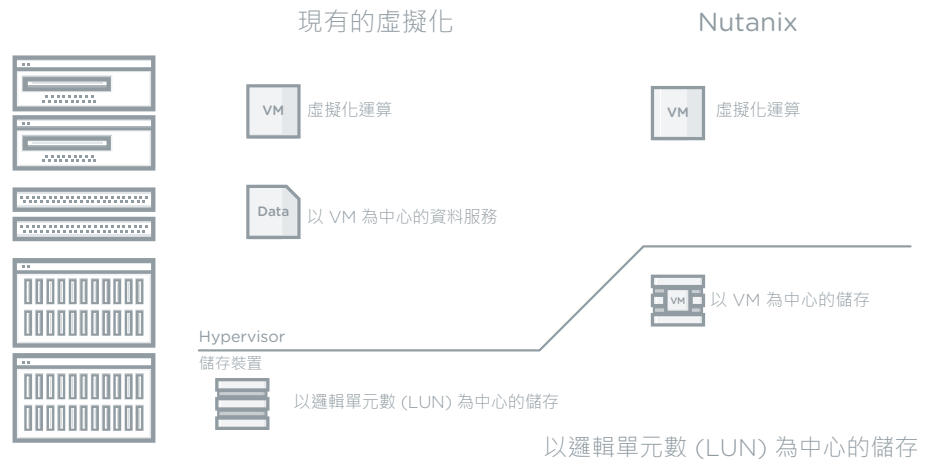 現有的虛擬化
Nutanix
VM
虛擬化運算
VM
虛擬化運算
Data
以 VM 為中心的資料服務
VM
以 VM 為中心的儲存
Hypervisor
儲存裝置
以邏輯單元數 (LUN) 為中心的儲存
以邏輯單元數 (LUN) 為中心的儲存